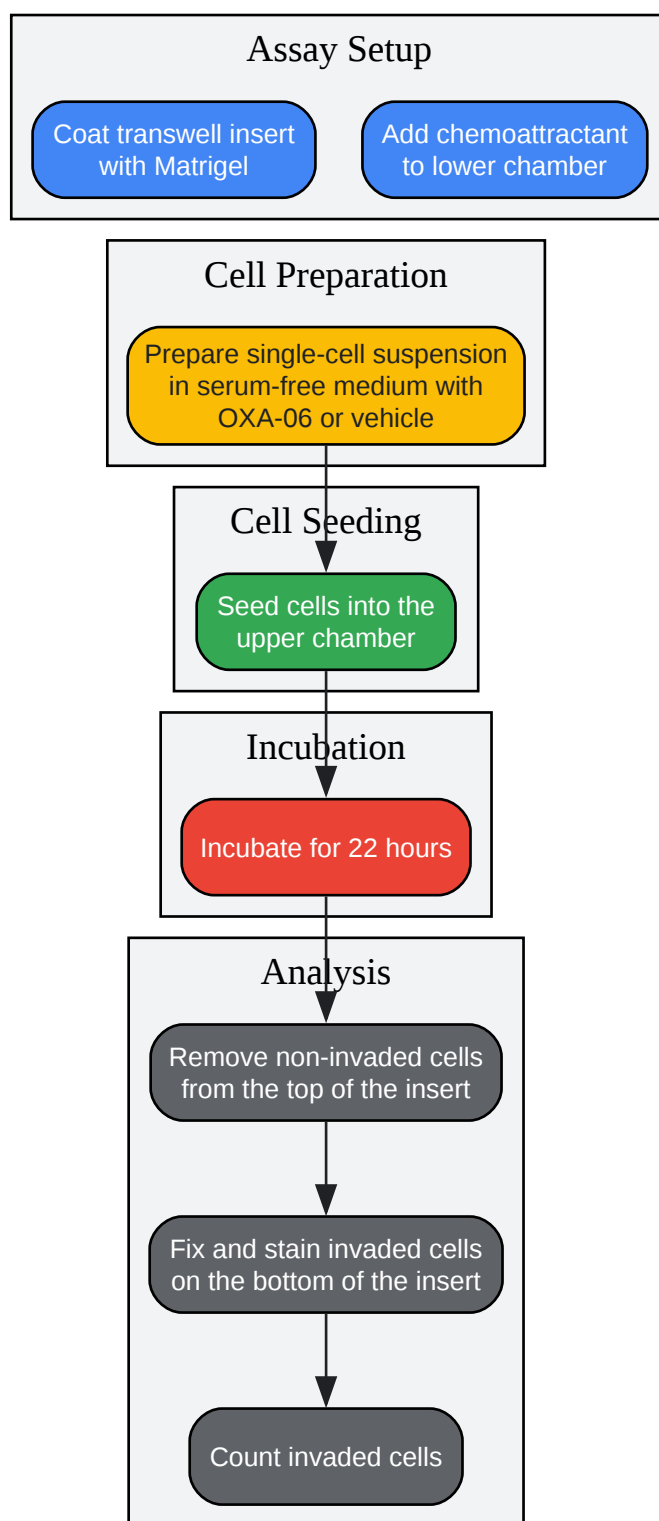 Assay Setup
Coat transwell insert
with Matrigel
Add chemoattractant
to lower chamber
Cell Preparation
Prepare single-cell suspension
in serum-free medium with
OXA-06 or vehicle
Cell Seeding
Seed cells into the
upper chamber
Incubation
Incubate for 22 hours
Analysis
Remove non-invaded cells
from the top of the insert
Fix and stain invaded cells
on the bottom of the insert
Count invaded cells